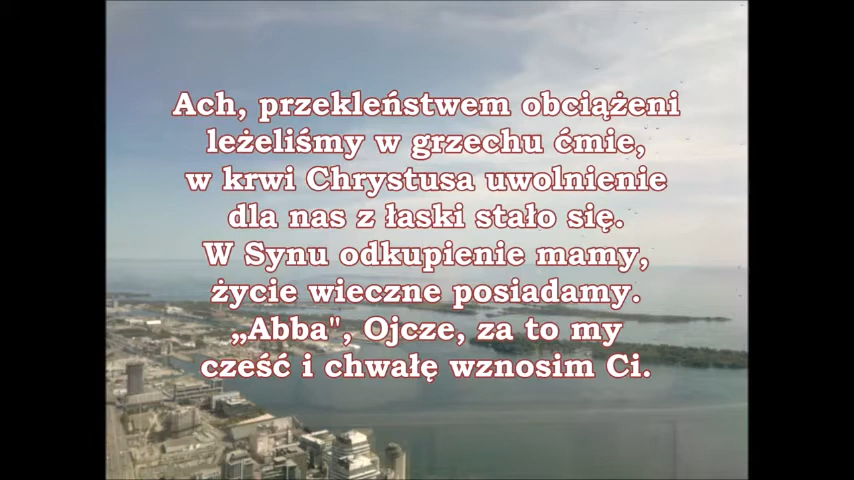 Ach, przekleństwem obciążeni
leżeliśmy w grzechu ćmie,
w krwi Chrystusa uwolnienie
dla nas z łaski stało się.
W Synu odkupienie mamy,
życie wieczne posiadamy.
„Abba", Ojcze, za to my
cześć i chwałę wznosim Ci.